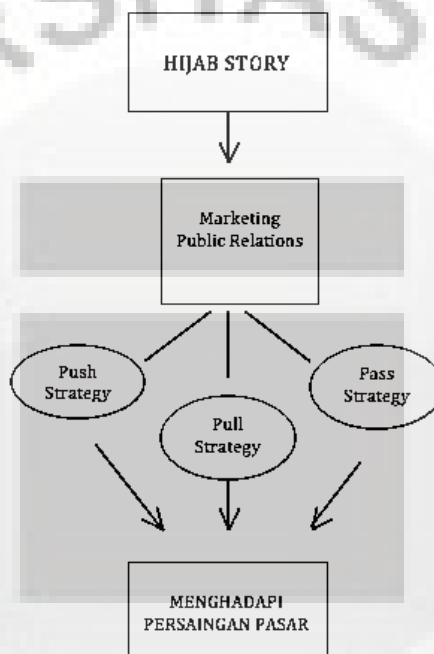 HIJAB STORY
Marketing
Public Relations
Push
Strategy
Pull
Strategy
Pass
Strategy
MENGHADAPI
PERSAINGAN PASAR